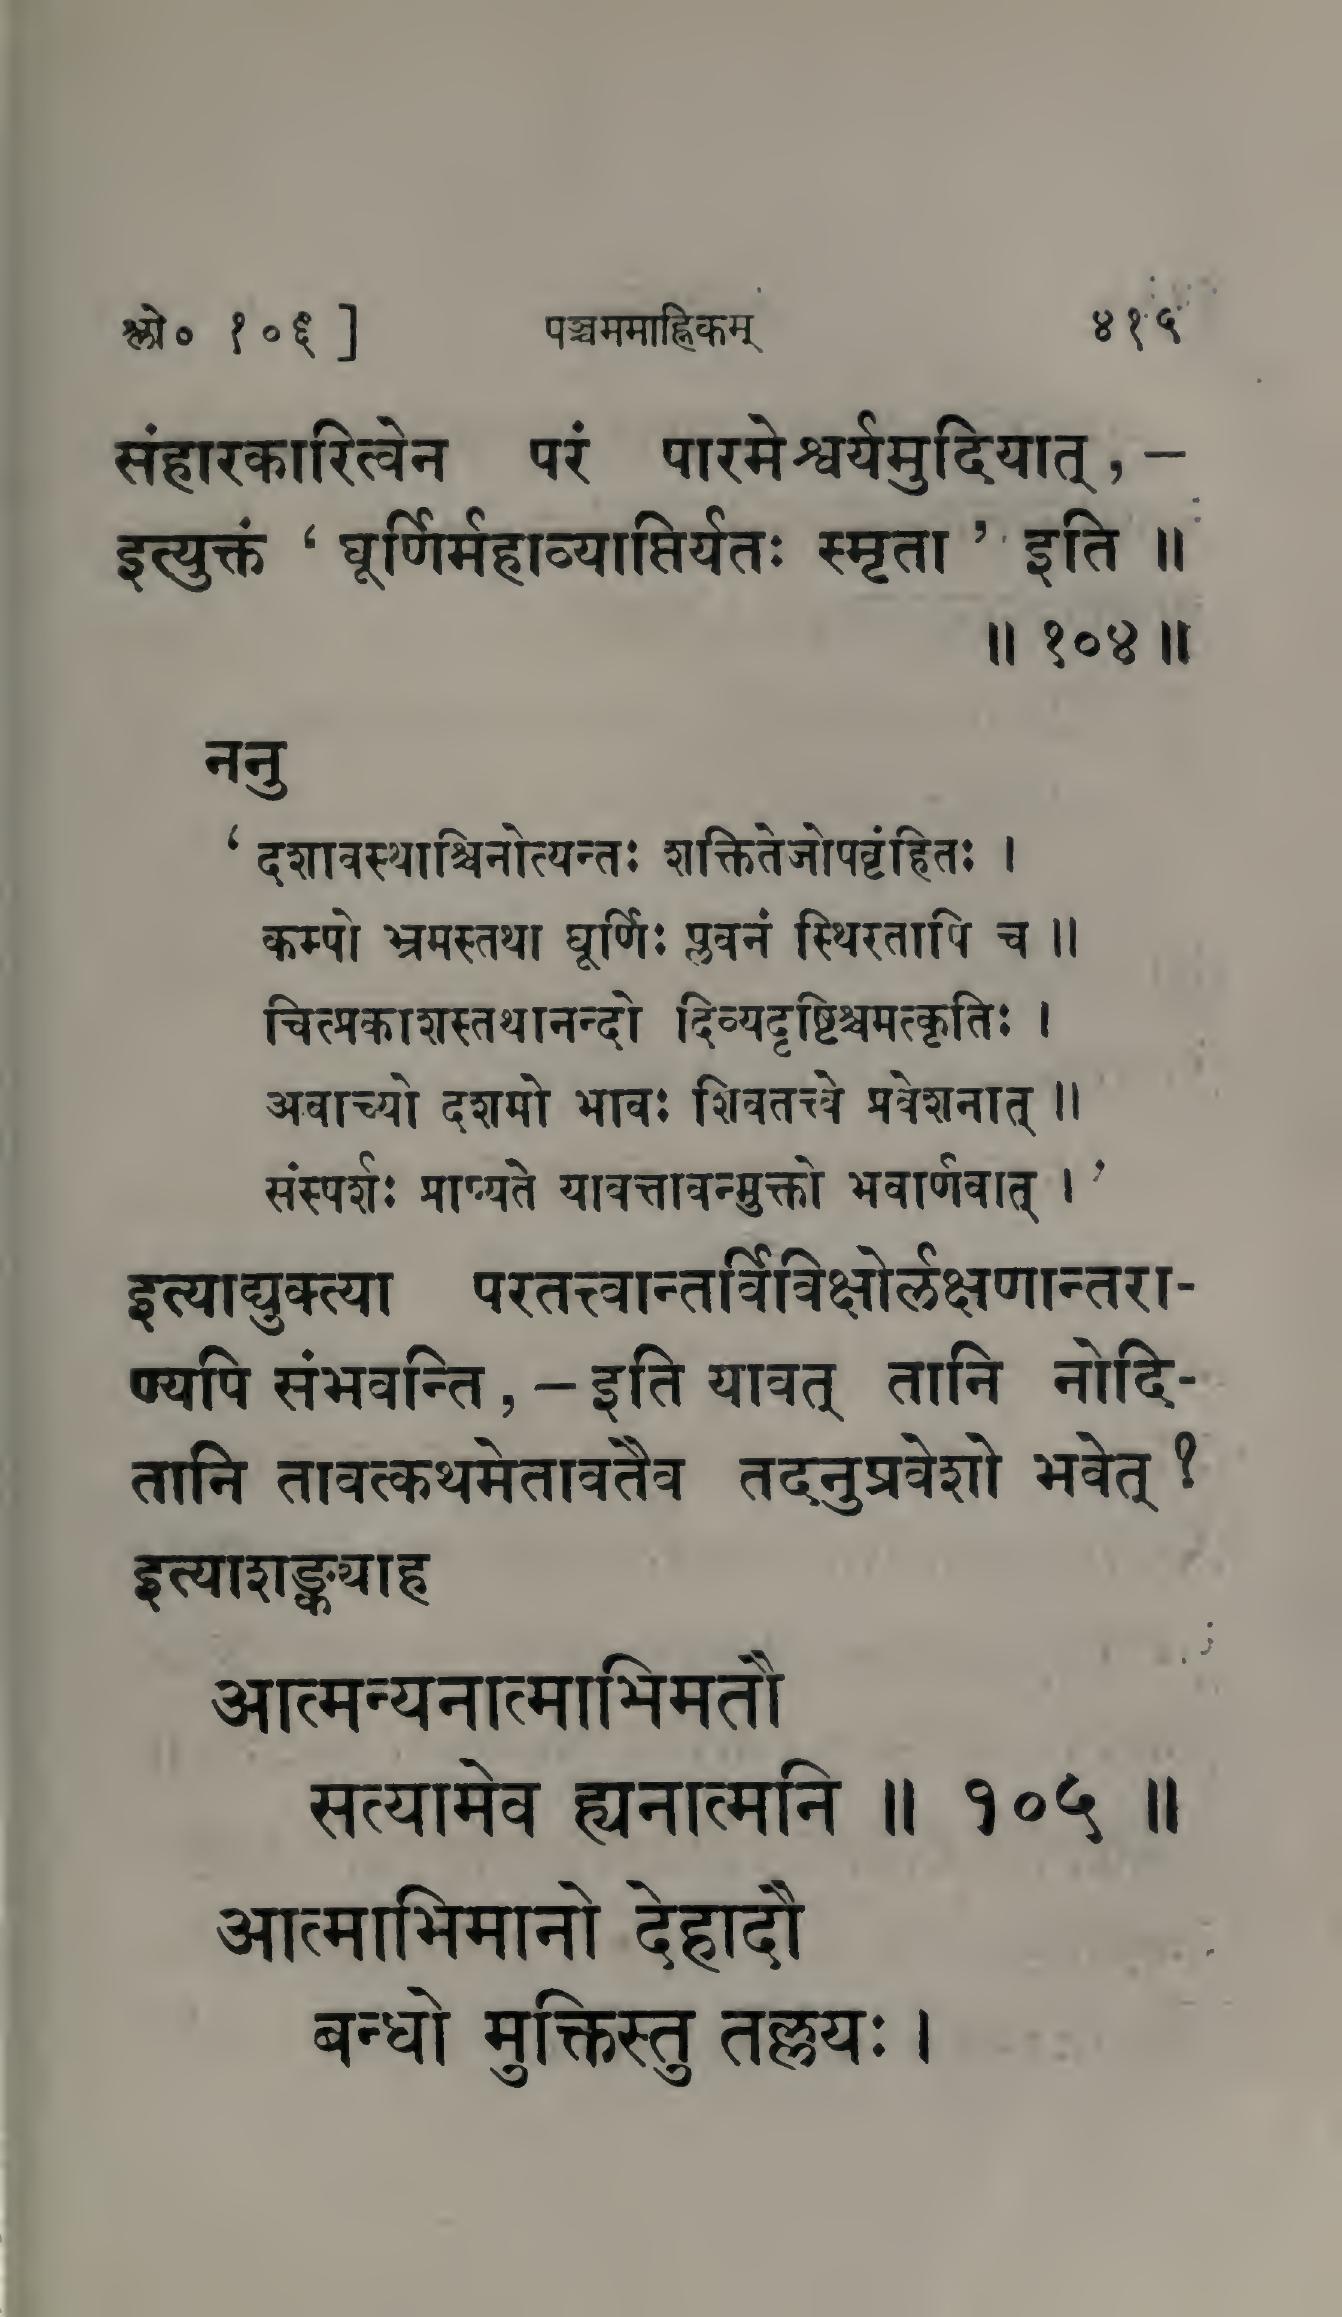 श्लो० १०६ ] पञ्चममाह्निकम् ४१५
संहारकारित्वेन परं पारमेश्वर्यमुदियात् , –
इत्युक्तं ‘ घूर्णिर्महाव्याप्तिर्यतः स्मृता ’ इति ॥
॥ १०४ ॥
ननु
‘ दशावस्थाश्चिनोत्यन्तः शक्तितेजोपबृंहितः ।
कम्पो भ्रमस्तथा घूर्णिः प्लवनं स्थिरतापि च ॥
चित्प्रकाशस्तथानन्दो दिव्यदृष्टिश्चमत्कृतिः ।
अवाच्यो दशमो भावः शिवतत्त्वे प्रवेशनात् ॥
संस्पर्शः प्राप्यते यावत्तावन्मुक्तो भवार्णवात् । ’
इत्याद्युक्त्या परतत्त्वान्तर्विविक्षोर्लक्षणान्तरा-
ण्यपि संभवन्ति , – इति यावत् तानि नोदि-
तानि तावत्कथमेतावतैव तदनुप्रवेशो भवेत् ?
इत्याशङ्क्याह
आत्मन्यनात्माभिमतौ
सत्यामेव ह्यनात्मनि ॥ १०५ ॥
आत्माभिमानो देहादौ
बन्धो मुक्तिस्तु तल्लयः ।